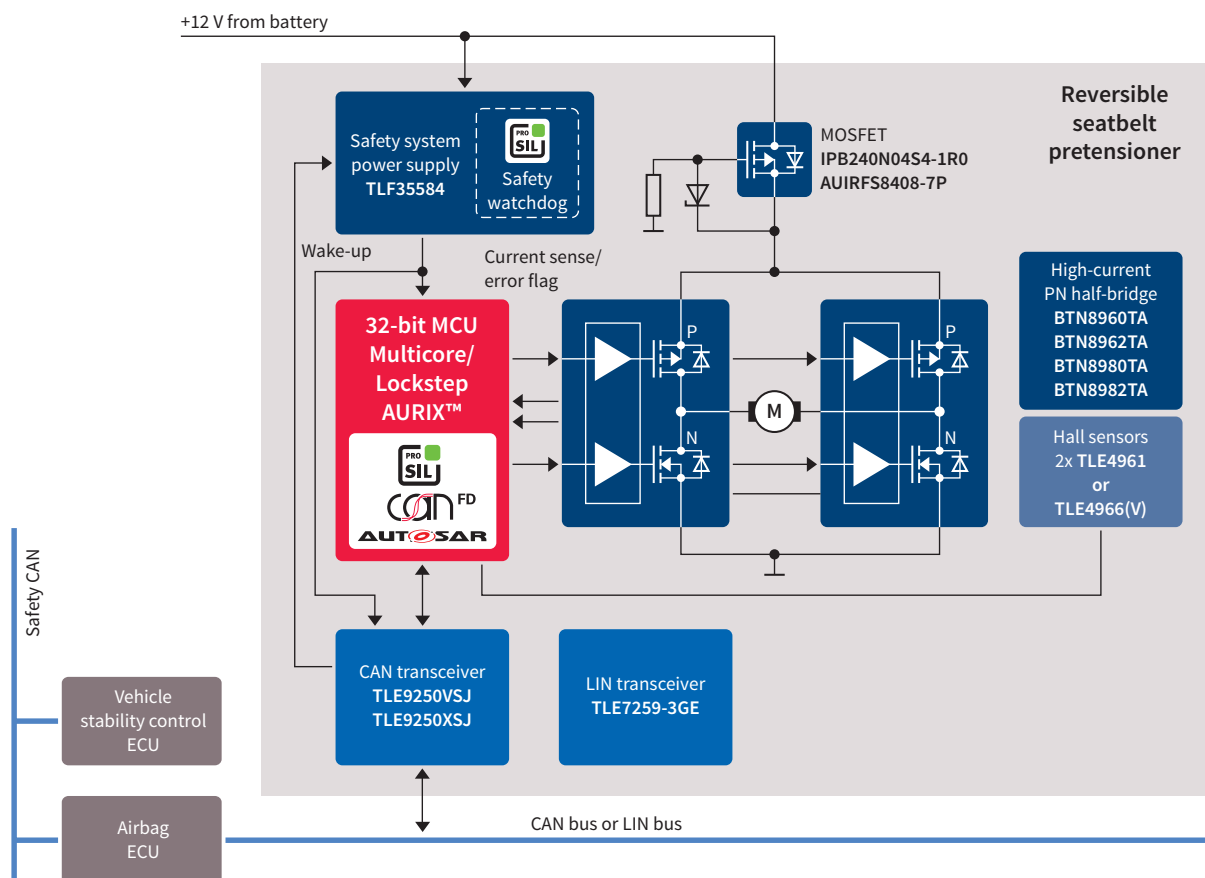 +12 V from battery
Reversible
seatbelt
pretensioner
Safety system
power supply
TLF35584
PRO
SIL
Safety
watchdog
MOSFET
IPB240N04S4-1R0
AUIRFS8408-7P
Wake-up
Current sense/
error flag
32-bit MCU
Multicore/
Lockstep
AURIX™
PRO
SIL
CAN FD
AUTOSAR
P
N
M
P
N
High-current
PN half-bridge
BTN8960TA
BTN8962TA
BTN8980TA
BTN8982TA
Hall sensors
2x TLE4961
or
TLE4966(V)
Safety CAN
CAN transceiver
TLE9250VSJ
TLE9250XSJ
LIN transceiver
TLE7259-3GE
Vehicle
stability control
ECU
Airbag
ECU
CAN bus or LIN bus